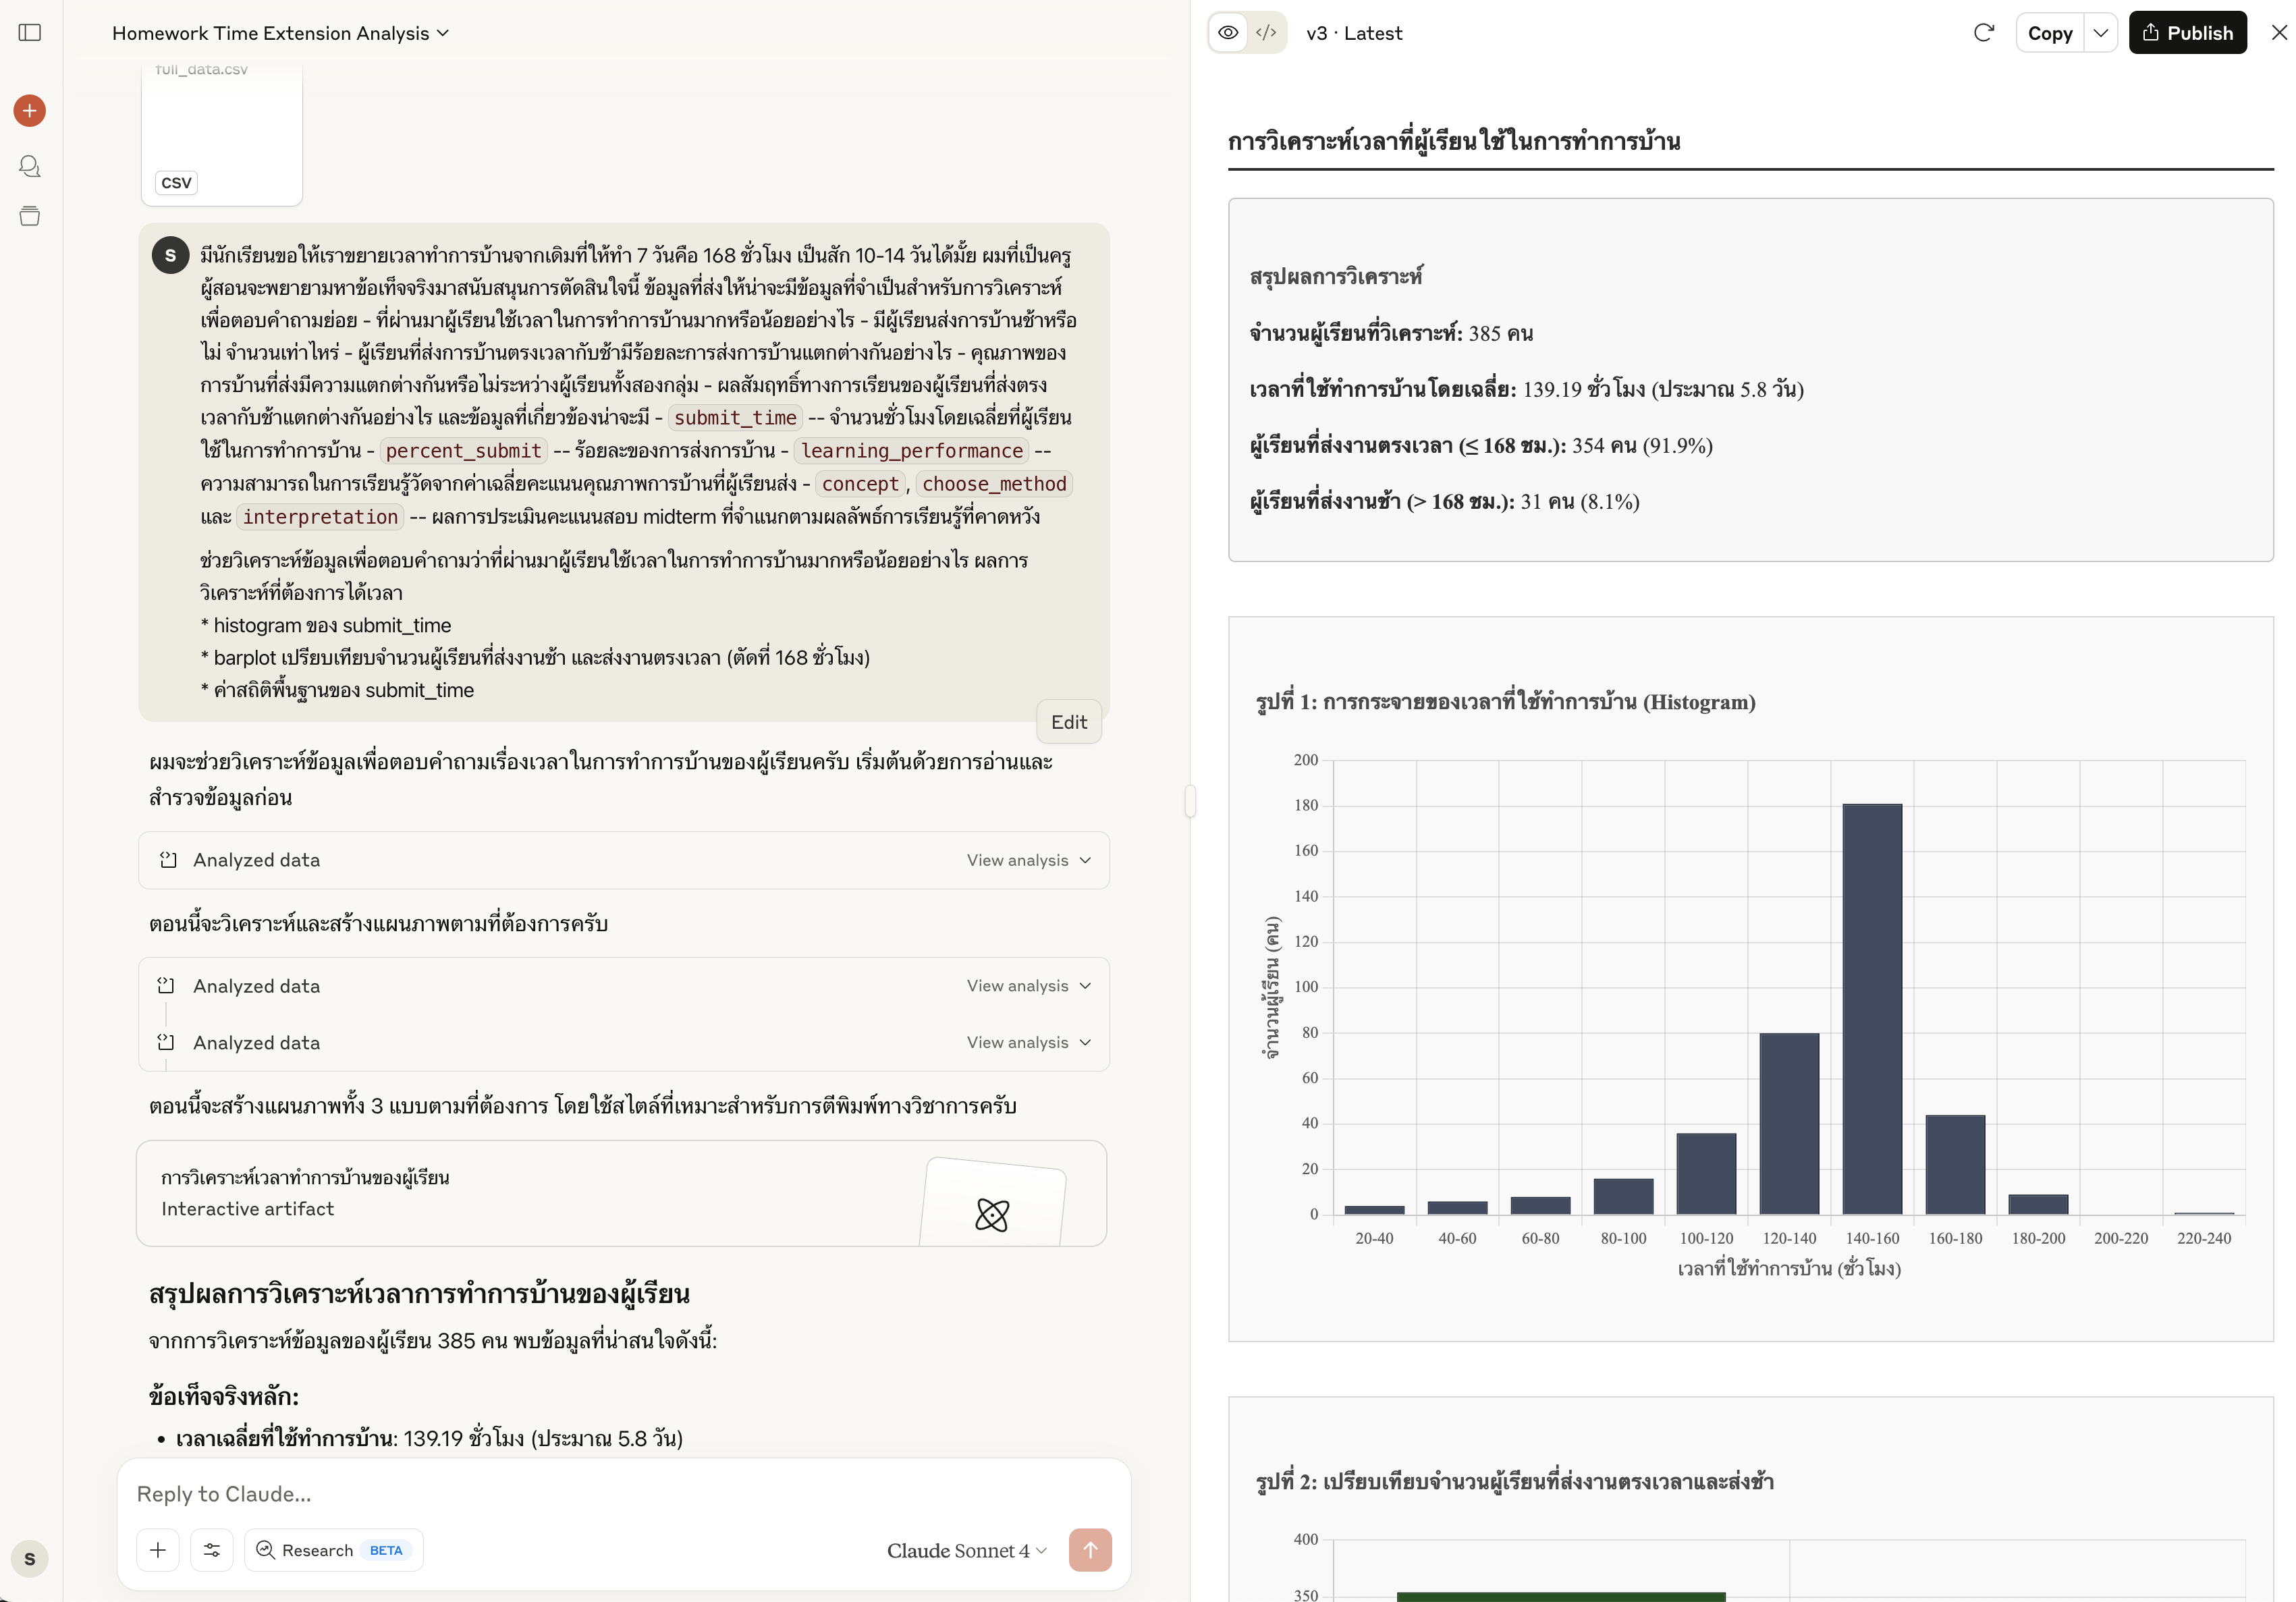 Homework Time Extension Analysis
full_data.csv
CSV
S
มีนักเรียนขอให้เราขยายเวลาทำการบ้านจากเดิมที่ให้ทำ 7 วันคือ 168 ชั่วโมง เป็นสัก 10-14 วันได้มั้ย ผมที่เป็นครู
ผู้สอนจะพยายามหาข้อเท็จจริงมาสนับสนุนการตัดสินใจนี้ ข้อมูลที่ส่งให้น่าจะมีข้อมูลที่จำเป็นสำหรับการวิเคราะห์
เพื่อตอบคำถามย่อย - ที่ผ่านมาผู้เรียนใช้เวลาในการทำการบ้านมากหรือน้อยอย่างไร - มีผู้เรียนส่งการบ้านช้าหรือ
ไม่ จำนวนเท่าไหร่ - ผู้เรียนที่ส่งการบ้านตรงเวลากับช้ามีร้อยละการส่งการบ้านแตกต่างกันอย่างไร - คุณภาพของ
การบ้านที่ส่งมีความแตกต่างกันหรือไม่ระหว่างผู้เรียนทั้งสองกลุ่ม - ผลสัมฤทธิ์ทางการเรียนของผู้เรียนที่ส่งตรง
เวลากับช้าแตกต่างกันอย่างไร และข้อมูลที่เกี่ยวข้องน่าจะมี - submit_time -- จำนวนชั่วโมงโดยเฉลี่ยที่ผู้เรียน
ใช้ในการทำการบ้าน - percent_submit -- ร้อยละของการส่งการบ้าน - learning_performance --
ความสามารถในการเรียนรู้วัดจากค่าเฉลี่ยคะแนนคุณภาพการบ้านที่ผู้เรียนส่ง - concept, choose_method
และ interpretation -- ผลการประเมินคะแนนสอบ midterm ที่จำแนกตามผลลัพธ์การเรียนรู้ที่คาดหวัง
ช่วยวิเคราะห์ข้อมูลเพื่อตอบคำถามว่าที่ผ่านมาผู้เรียนใช้เวลาในการทำการบ้านมากหรือน้อยอย่างไร ผลการ
วิเคราะห์ที่ต้องการได้เวลา
* histogram ของ submit_time
* barplot เปรียบเทียบจำนวนผู้เรียนที่ส่งงานช้า และส่งงานตรงเวลา (ตัดที่ 168 ชั่วโมง)
* ค่าสถิติพื้นฐานของ submit_time
Edit
ผมจะช่วยวิเคราะห์ข้อมูลเพื่อตอบคำถามเรื่องเวลาในการทำการบ้านของผู้เรียนครับ เริ่มต้นด้วยการอ่านและ
สำรวจข้อมูลก่อน
Analyzed data
View analysis
ตอนนี้จะวิเคราะห์และสร้างแผนภาพตามที่ต้องการครับ
Analyzed data
View analysis
Analyzed data
View analysis
ตอนนี้จะสร้างแผนภาพทั้ง 3 แบบตามที่ต้องการ โดยใช้สไตล์ที่เหมาะสำหรับการตีพิมพ์ทางวิชาการครับ
การวิเคราะห์เวลาทำการบ้านของผู้เรียน
Interactive artifact
สรุปผลการวิเคราะห์เวลาการทำการบ้านของผู้เรียน
จากการวิเคราะห์ข้อมูลของผู้เรียน 385 คน พบข้อมูลที่น่าสนใจดังนี้:
ข้อเท็จจริงหลัก:
• เวลาเฉลี่ยที่ใช้ทำการบ้าน: 139.19 ชั่วโมง (ประมาณ 5.8 วัน)
Reply to Claude...
Research BETA
Claude Sonnet 4
S
v3 · Latest
Copy
Publish
การวิเคราะห์เวลาที่ผู้เรียนใช้ในการทำการบ้าน
สรุปผลการวิเคราะห์
จำนวนผู้เรียนที่วิเคราะห์: 385 คน
เวลาที่ใช้ทำการบ้านโดยเฉลี่ย: 139.19 ชั่วโมง (ประมาณ 5.8 วัน)
ผู้เรียนที่ส่งงานตรงเวลา (≤ 168 ชม.): 354 คน (91.9%)
ผู้เรียนที่ส่งงานช้า (> 168 ชม.): 31 คน (8.1%)
รูปที่ 1: การกระจายของเวลาที่ใช้ทำการบ้าน (Histogram)
200
180
160
140
120
100
80
60
40
20
0
จำนวนผู้เรียน (คน)
20-40 40-60 60-80 80-100 100-120 120-140 140-160 160-180 180-200 200-220 220-240
เวลาที่ใช้ทำการบ้าน (ชั่วโมง)
รูปที่ 2: เปรียบเทียบจำนวนผู้เรียนที่ส่งงานตรงเวลาและส่งช้า
400
350